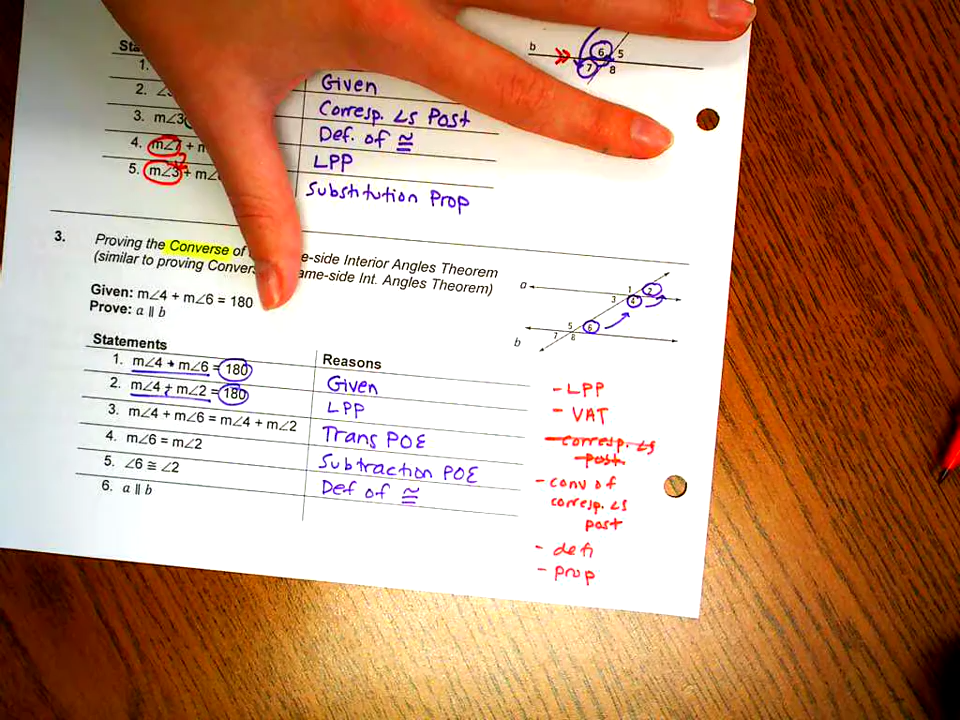 Sta
1.
2. ∠
3. m∠3
4. m∠7 +
5. m∠3 + m∠
Given
Corresp. ∠s Post
Def. of ≅
LPP
Substitution Prop
b
6 5
7 8
3. Proving the Converse of e-side Interior Angles Theorem
(similar to proving Conver ame-side Int. Angles Theorem)
Given: m∠4 + m∠6 = 180
Prove: a ∥ b
a 1 2
3 4
5 6
7 8
b
Statements Reasons
1. m∠4 + m∠6 = 180 Given
2. m∠4 + m∠2 = 180 LPP
3. m∠4 + m∠6 = m∠4 + m∠2 Trans POE
4. m∠6 = m∠2 Subtraction POE
5. ∠6 ≅ ∠2 Def of ≅
6. a ∥ b
- LPP
- VAT
- corresp. ∠s
post.
- conv of
corresp. ∠s
post
- defn
- prop